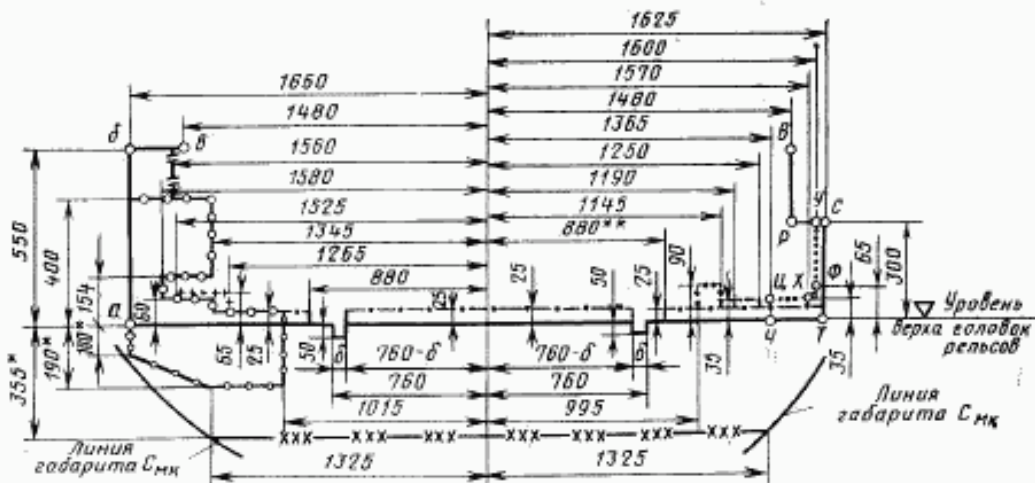 1625
1600
1660
1570
1480
1480
1365
б
в
В
1560
1250
1580
1190
1525
1145
У
С
1345
880**
Р
550
400
1265
90
65
300
154
880
25
50
25
Ц
Х
Ф
а
60
25
Уровень
верха головок
рельсов
100*
65
25
50
δ
760-δ
760-δ
δ
35
Ч
Т
35
355*
190*
760
760
1015
995
Линия
габарита Смк
Линия
габарита Смк
1325
1325